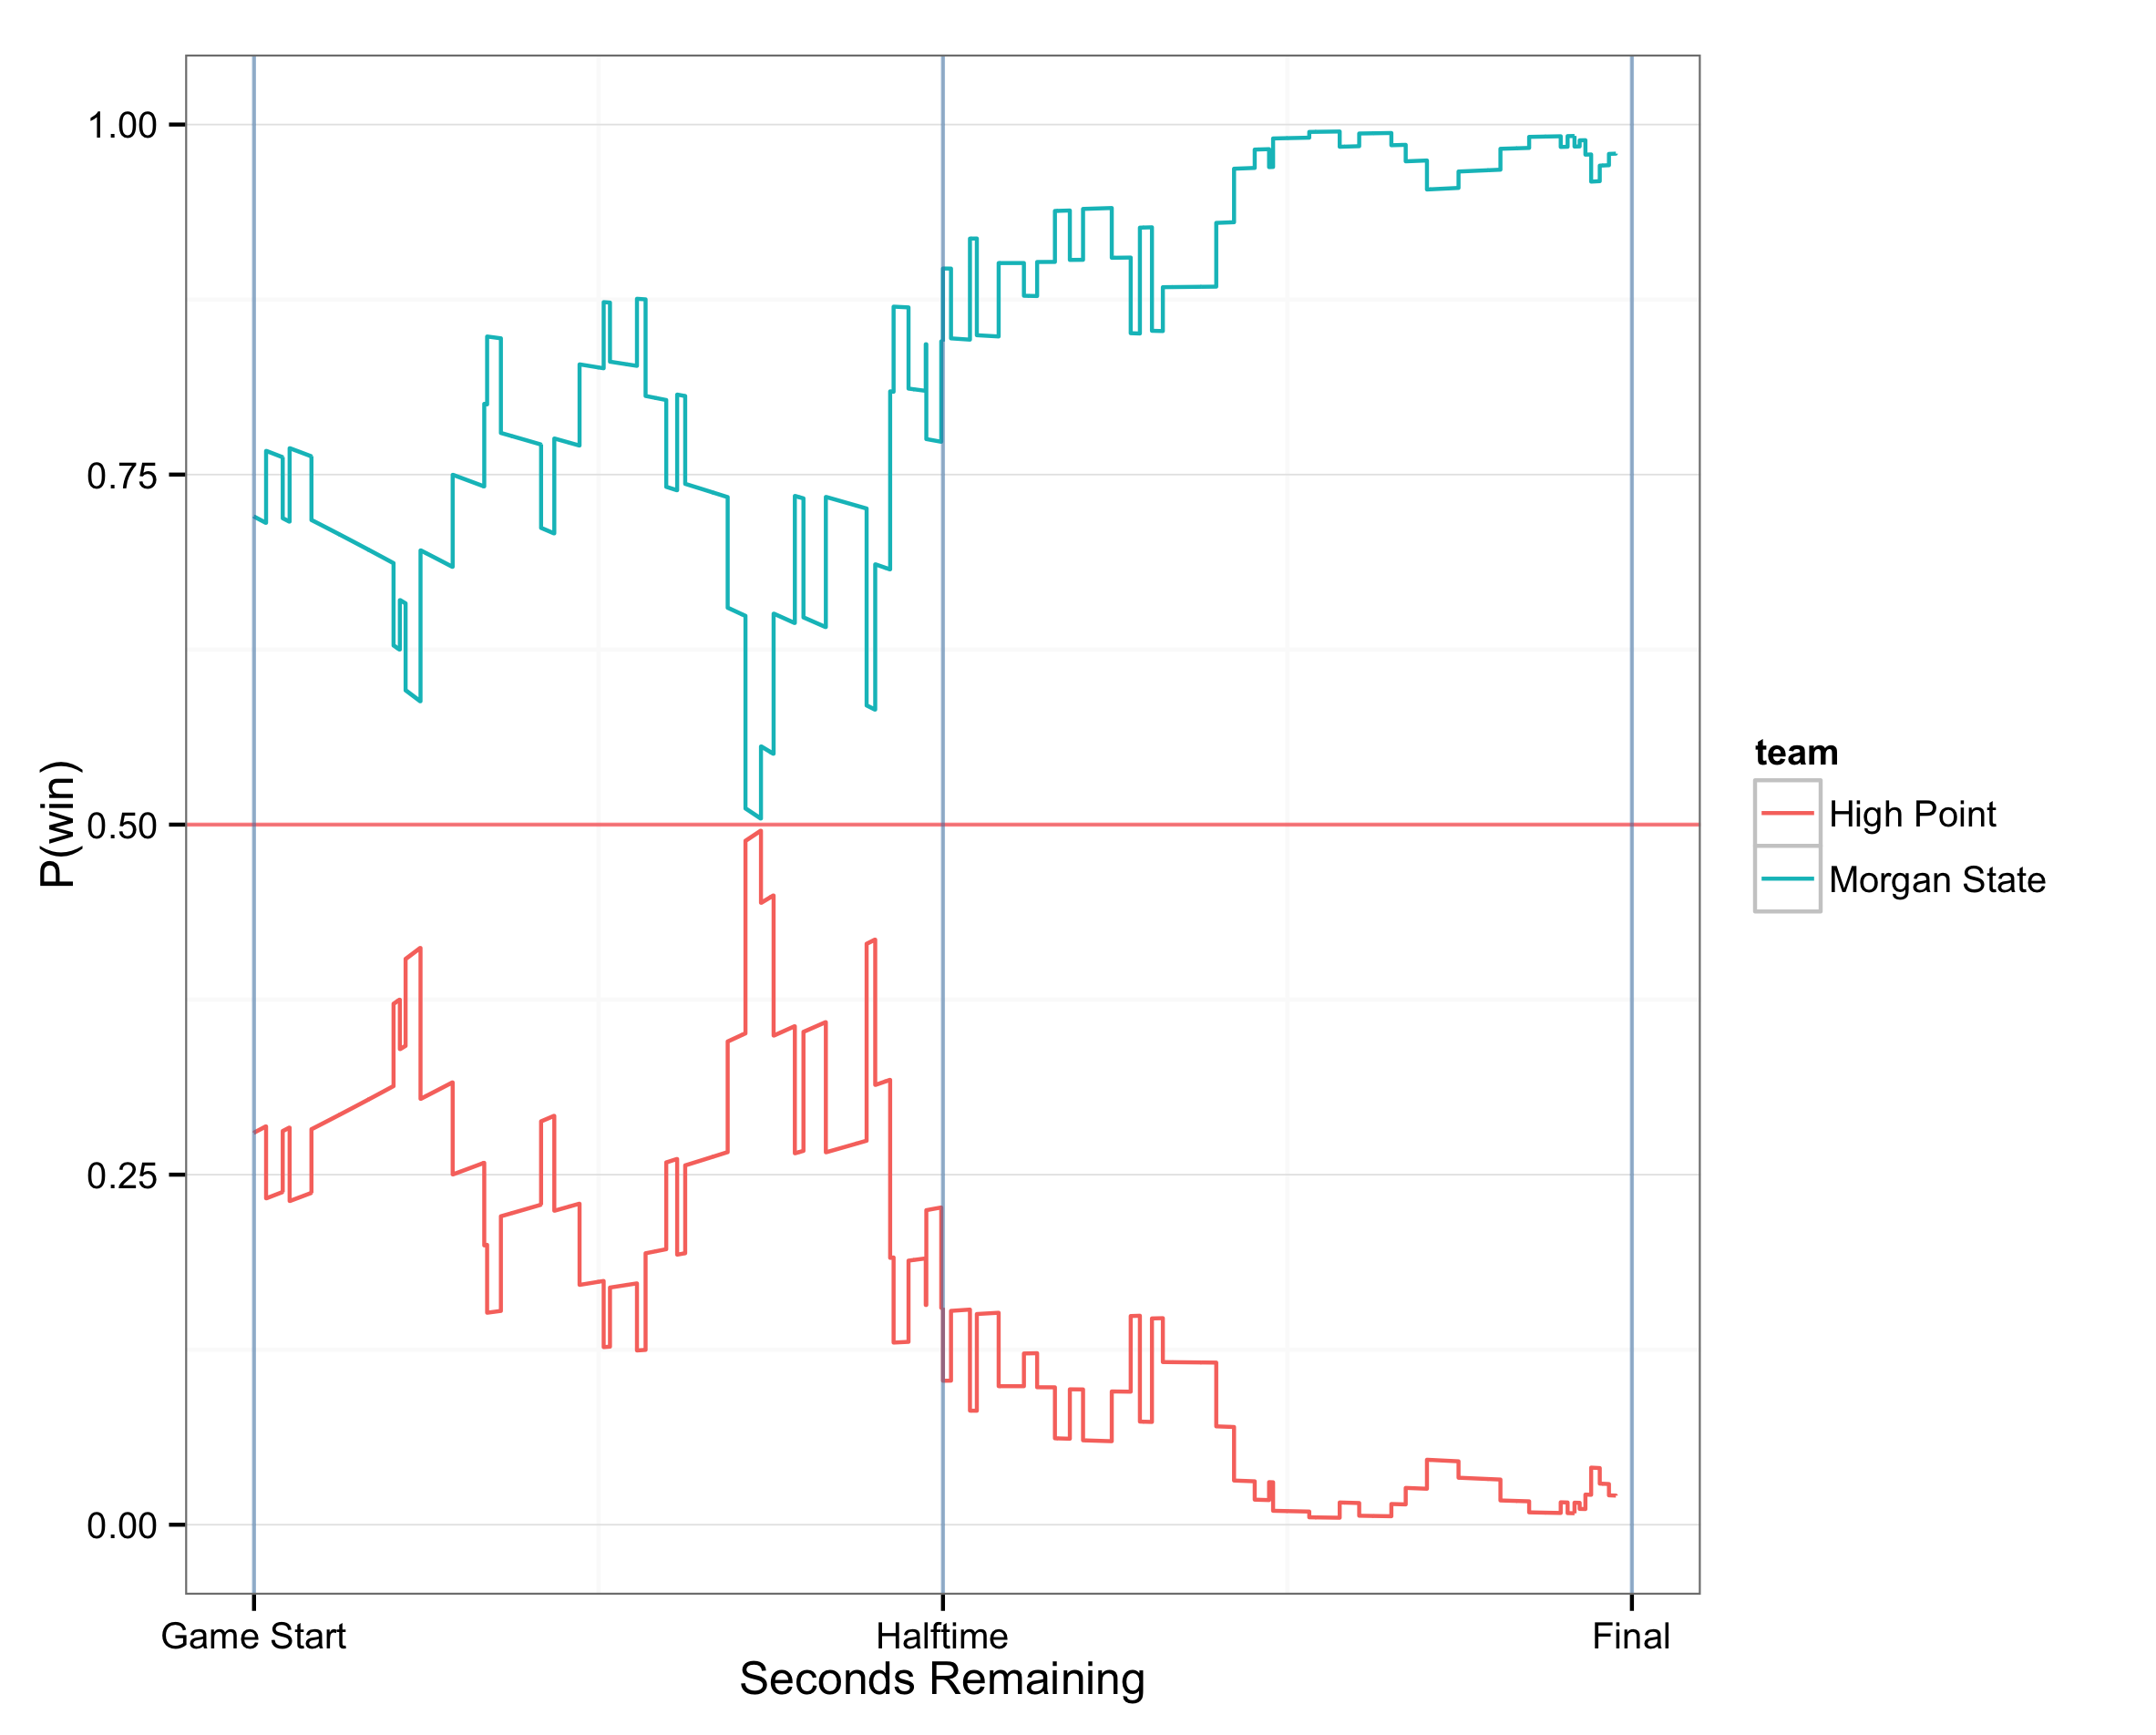 1.00
0.75
0.50
0.25
0.00
P(win)
Game Start
Halftime
Final
Seconds Remaining
team
High Point
Morgan State